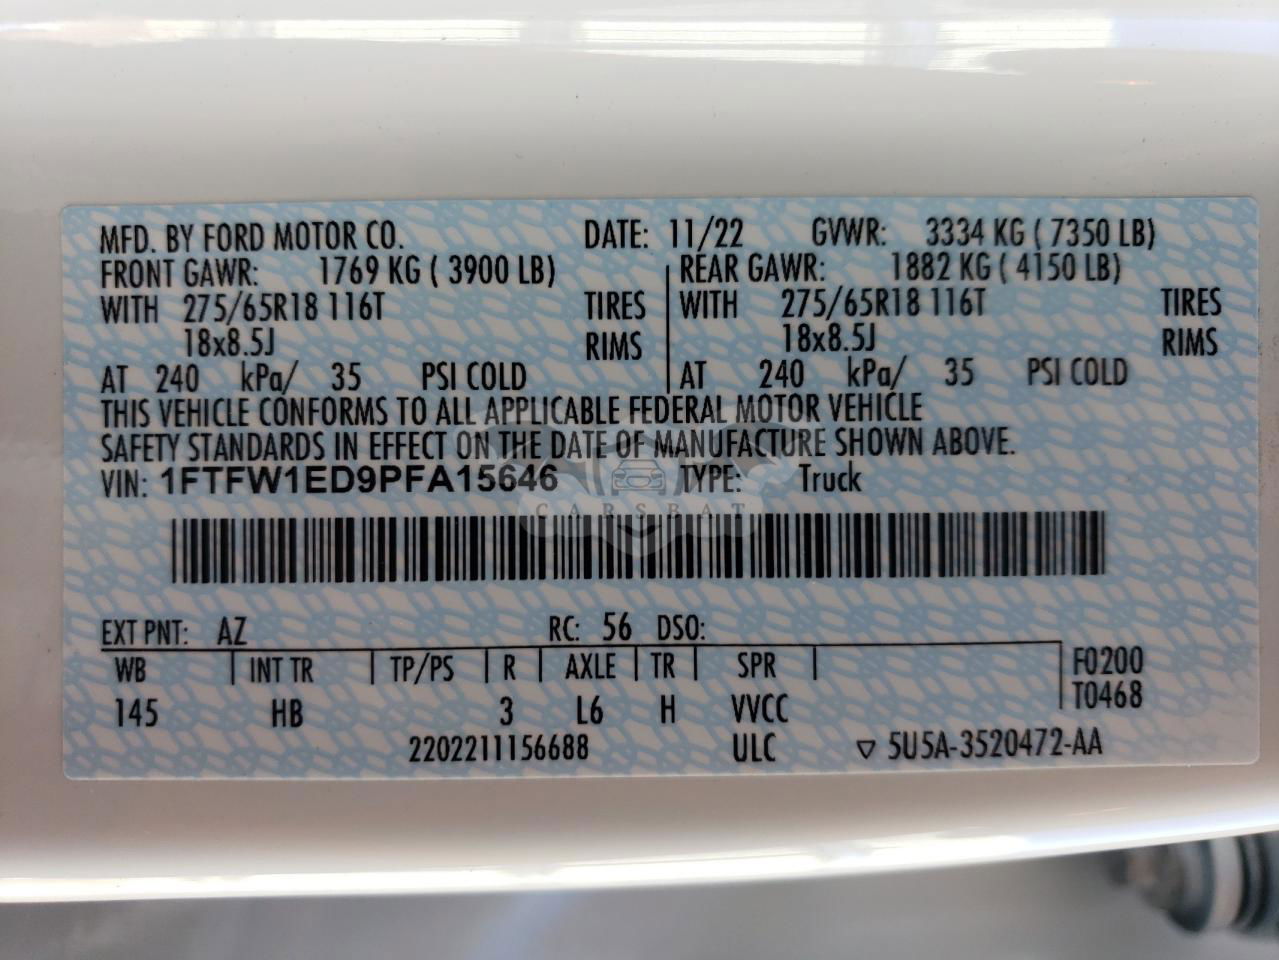 MFD. BY FORD MOTOR CO. DATE: 11/22 GVWR: 3334 KG ( 7350 LB)
FRONT GAWR: 1769 KG ( 3900 LB) REAR GAWR: 1882 KG ( 4150 LB)
WITH 275/65R18 116T TIRES WITH 275/65R18 116T TIRES
18x8.5J RIMS 18x8.5J RIMS
AT 240 kPa/ 35 PSI COLD AT 240 kPa/ 35 PSI COLD
THIS VEHICLE CONFORMS TO ALL APPLICABLE FEDERAL MOTOR VEHICLE
SAFETY STANDARDS IN EFFECT ON THE DATE OF MANUFACTURE SHOWN ABOVE.
VIN: 1FTFW1ED9PFA15646 TYPE: Truck
CARSBAT
EXT PNT: AZ RC: 56 DSO:
WB INT TR TP/PS R AXLE TR SPR F0200
145 HB 3 L6 H VVCC T0468
2202211156688 ULC ▽ 5U5A-3520472-AA